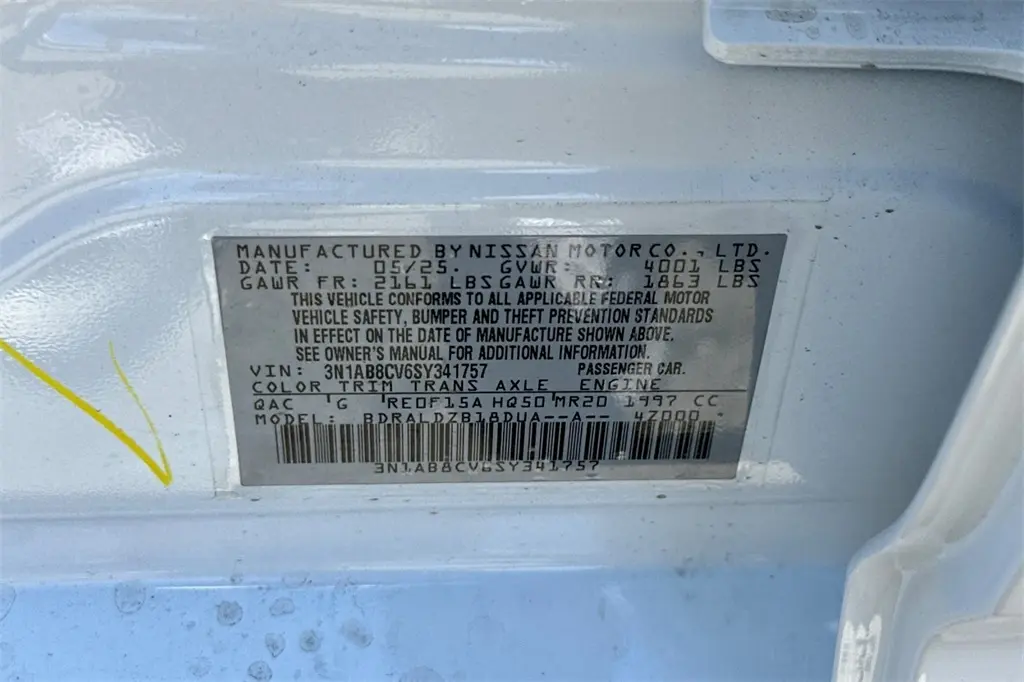 MANUFACTURED BY NISSAN MOTOR CO., LTD.
DATE: 05/25. GVWR: 4001 LBS
GAWR FR: 2161 LBS GAWR RR: 1863 LBS
THIS VEHICLE CONFORMS TO ALL APPLICABLE FEDERAL MOTOR
VEHICLE SAFETY, BUMPER AND THEFT PREVENTION STANDARDS
IN EFFECT ON THE DATE OF MANUFACTURE SHOWN ABOVE.
SEE OWNER'S MANUAL FOR ADDITIONAL INFORMATION.
VIN: 3N1AB8CV6SY341757 PASSENGER CAR.
COLOR TRIM TRANS AXLE ENGINE
QAC G RE0F15A HQ50 MR20 1997 CC
MODEL: BDRALDZB18DUA--A-- 4Z000-
3N1AB8CV6SY341757